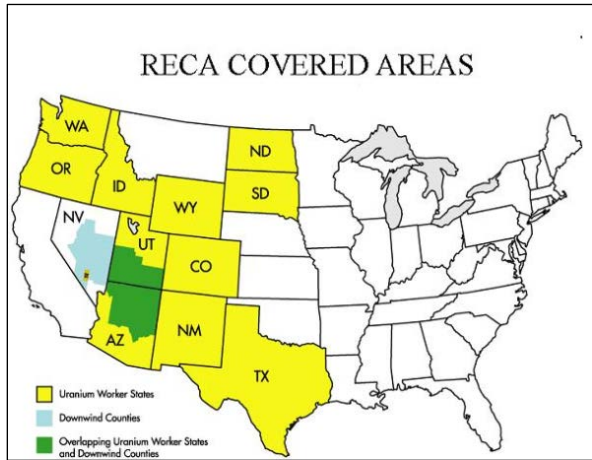 RECA COVERED AREAS
WA
ND
OR
ID
SD
WY
NV
UT
CO
AZ
NM
TX
Uranium Worker States
Downwind Counties
Overlapping Uranium Worker States
and Downwind Counties